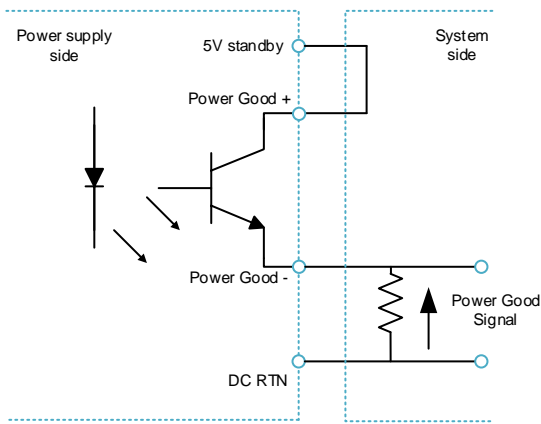 Power supply
side
System
side
5V standby
Power Good +
Power Good -
Power Good
Signal
DC RTN